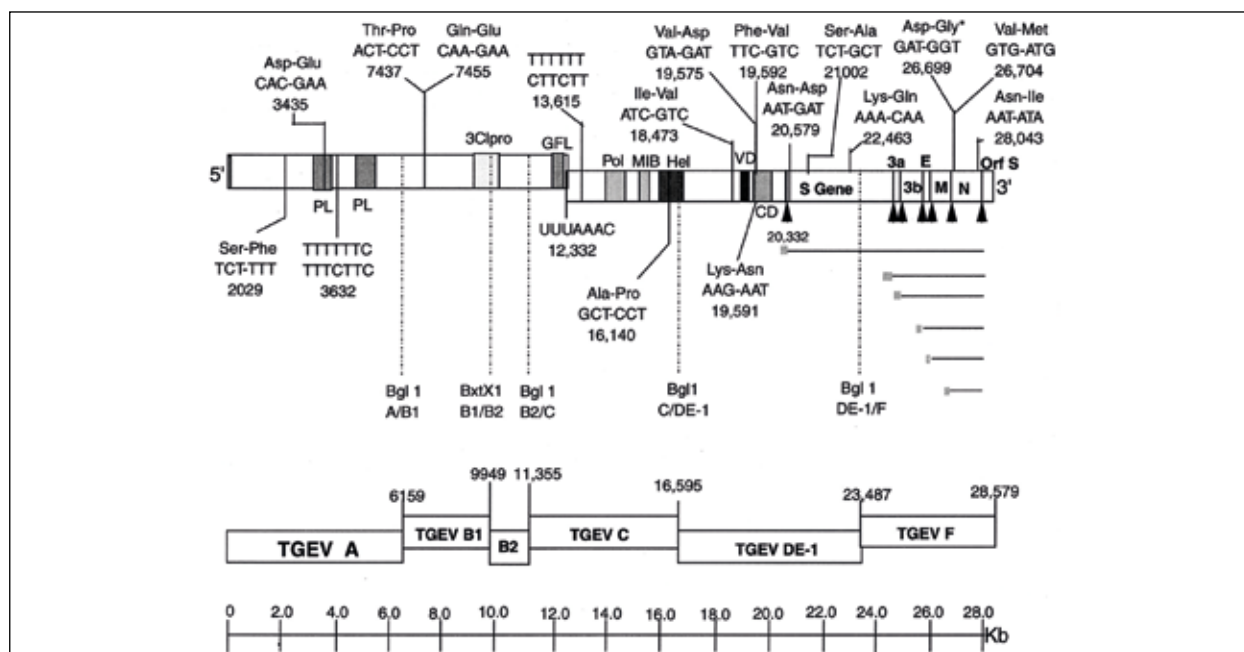 Asp-Glu
CAC-GAA
3435
Thr-Pro
ACT-CCT
7437
Gln-Glu
CAA-GAA
7455
TTTTTT
CTTCTT
13,615
Ile-Val
ATC-GTC
18,473
Val-Asp
GTA-GAT
19,575
Phe-Val
TTC-GTC
19,592
Asn-Asp
AAT-GAT
20,579
Ser-Ala
TCT-GCT
21002
Lys-Gln
AAA-CAA
22,463
Asp-Gly*
GAT-GGT
26,699
Val-Met
GTG-ATG
26,704
Asn-Ile
AAT-ATA
28,043
3Clpro
GFL
Pol
MIB
Hel
VD
3a
E
Orf S
5'
S Gene
3b
M
N
3'
PL
PL
CD
Ser-Phe
TCT-TTT
2029
TTTTTTC
TTTCTTC
3632
UUUAAAC
12,332
Ala-Pro
GCT-CCT
16,140
Lys-Asn
AAG-AAT
19,591
20,332
Bgl 1
A/B1
BxtX1
B1/B2
Bgl 1
B2/C
Bgl1
C/DE-1
Bgl 1
DE-1/F
6159
9949
11,355
16,595
23,487
28,579
TGEV A
TGEV B1
B2
TGEV C
TGEV DE-1
TGEV F
0 2.0 4.0 6.0 8.0 10.0 12.0 14.0 16.0 18.0 20.0 22.0 24.0 26.0 28.0
Kb